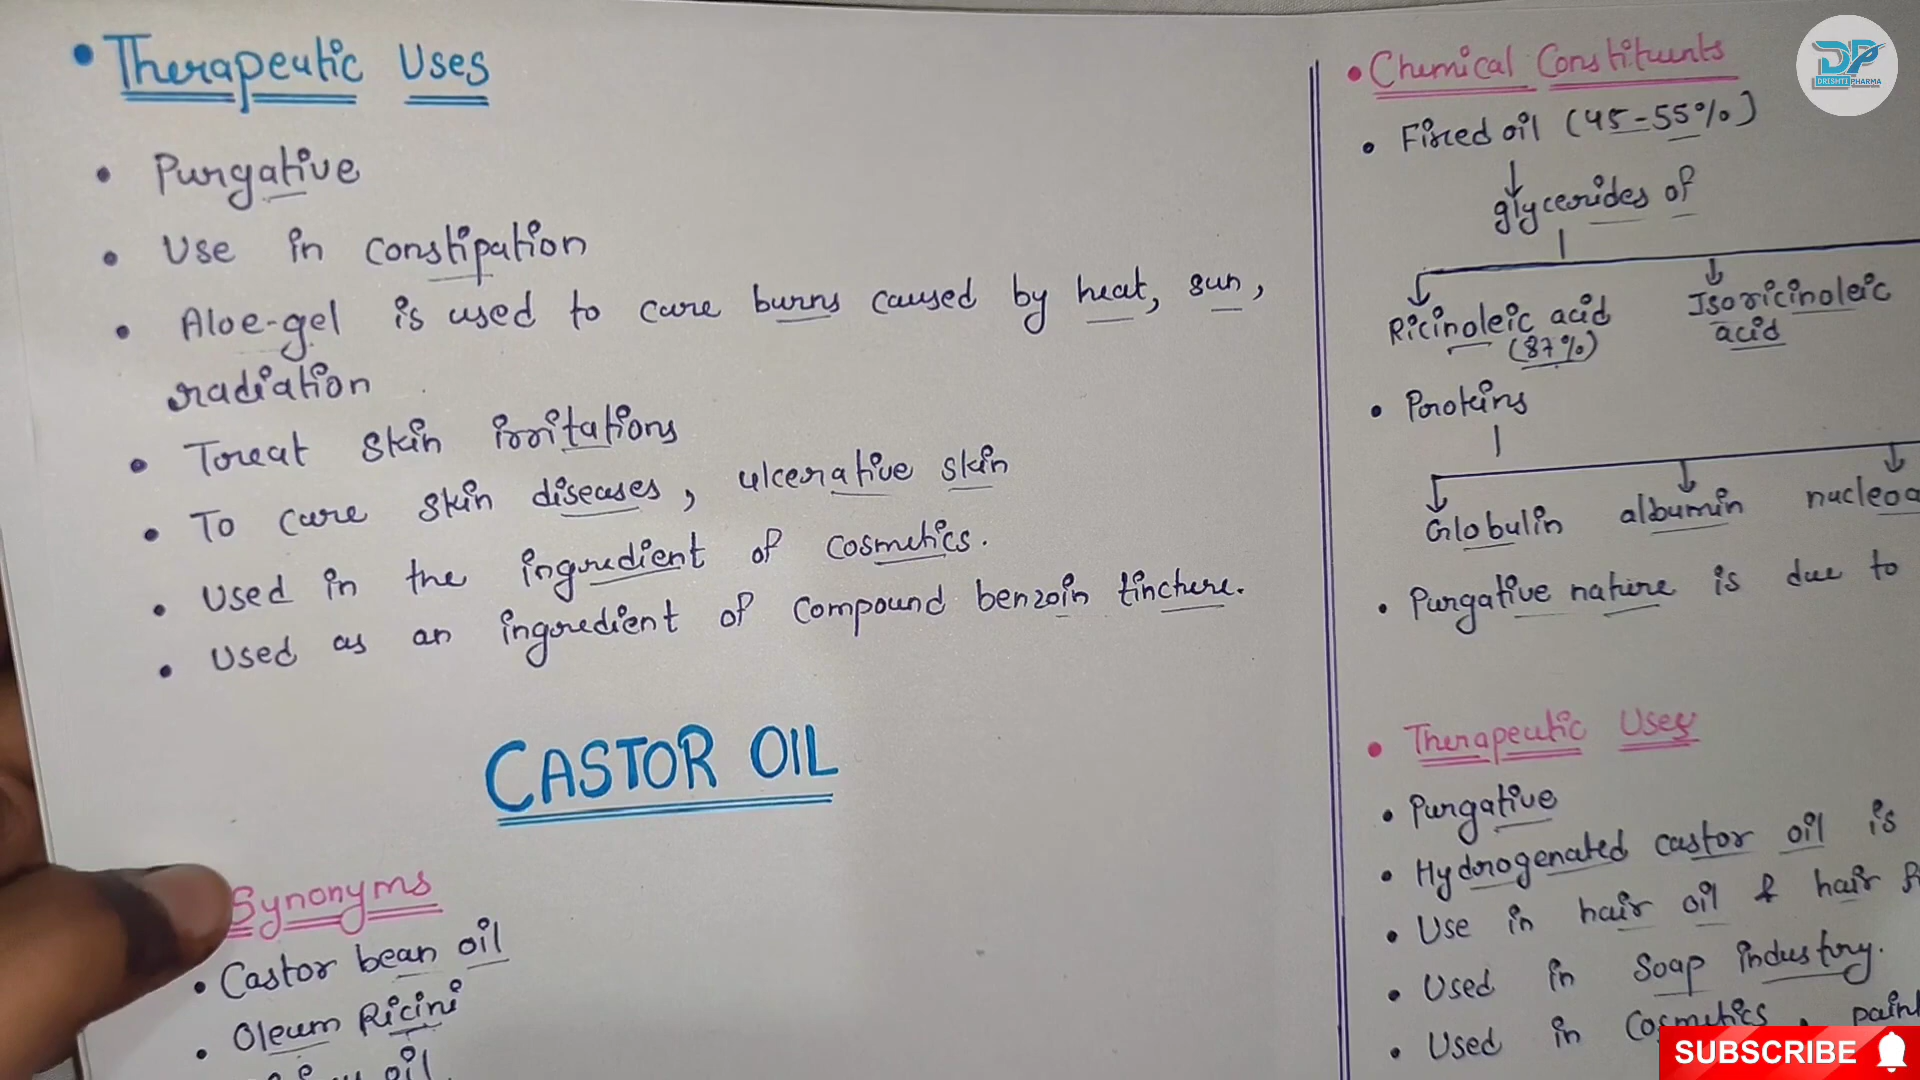 • Therapeutic Uses
• Purgative
• Use in constipation
• Aloe-gel is used to cure burns caused by heat, sun,
radiation
• Treat skin irritations
• To cure skin diseases, ulcerative skin
• Used in the ingredient of cosmetics.
• Used as an ingredient of compound benzoin tincture.
CASTOR OIL
Synonyms
• Castor bean oil
• Oleum Ricini
oil
• Chemical Constituents
• Fixed oil (45-55%)
glycerides of
Ricinoleic acid
(87%)
Isoricinoleic
acid
• Proteins
Globulin albumin
• Purgative nature is due to
• Therapeutic Uses
• Purgative
• Hydrogenated castor oil is
• Use in hair oil & hair
• Used in soap industry.
• Used in cosmetics,
DP
DRISHTI PHARMA
SUBSCRIBE